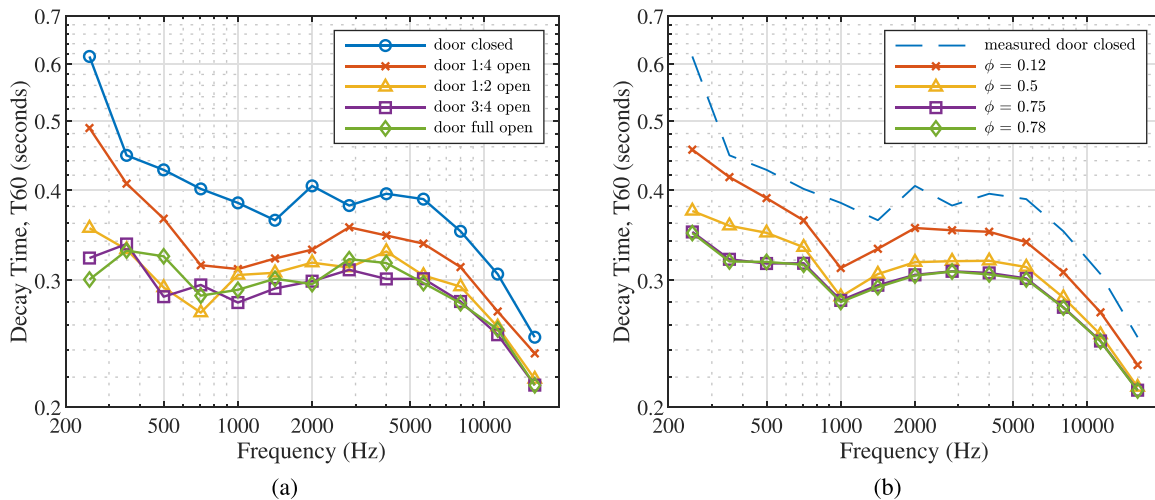 0.7
0.6
0.5
0.4
0.3
0.2
Decay Time, T60 (seconds)
door closed
door 1:4 open
door 1:2 open
door 3:4 open
door full open
200
500
1000
2000
5000
10000
Frequency (Hz)
(a)
0.7
0.6
0.5
0.4
0.3
0.2
Decay Time, T60 (seconds)
measured door closed
ϕ = 0.12
ϕ = 0.5
ϕ = 0.75
ϕ = 0.78
200
500
1000
2000
5000
10000
Frequency (Hz)
(b)